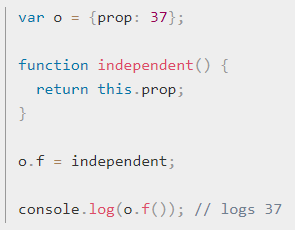 var o = {prop: 37};
function independent() {
  return this.prop;
}
o.f = independent;
console.log(o.f()); // logs 37